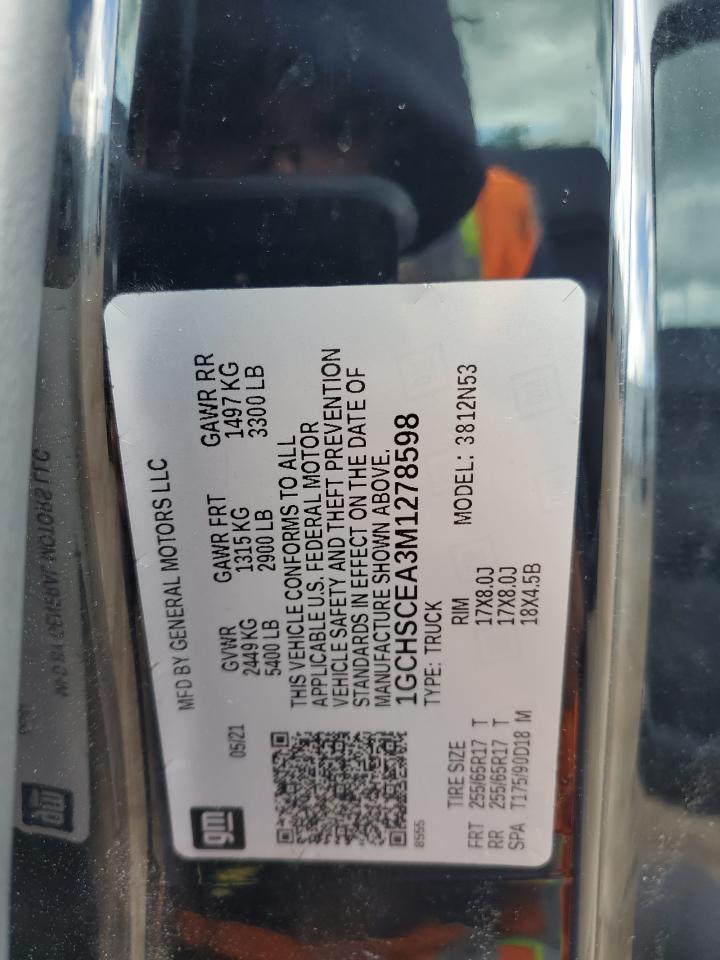 gm
MFD BY GENERAL MOTORS LLC
05/21
GVWR GAWR FRT GAWR RR
2449 KG 1315 KG 1497 KG
5400 LB 2900 LB 3300 LB
THIS VEHICLE CONFORMS TO ALL
APPLICABLE U.S. FEDERAL MOTOR
VEHICLE SAFETY AND THEFT PREVENTION
STANDARDS IN EFFECT ON THE DATE OF
MANUFACTURE SHOWN ABOVE.
1GCHSCEA3M1278598
8555
TYPE: TRUCK MODEL: 3812N53
TIRE SIZE RIM
FRT 255/65R17 T 17X8.0J
RR 255/65R17 T 17X8.0J
SPA T175/90D18 M 18X4.5B